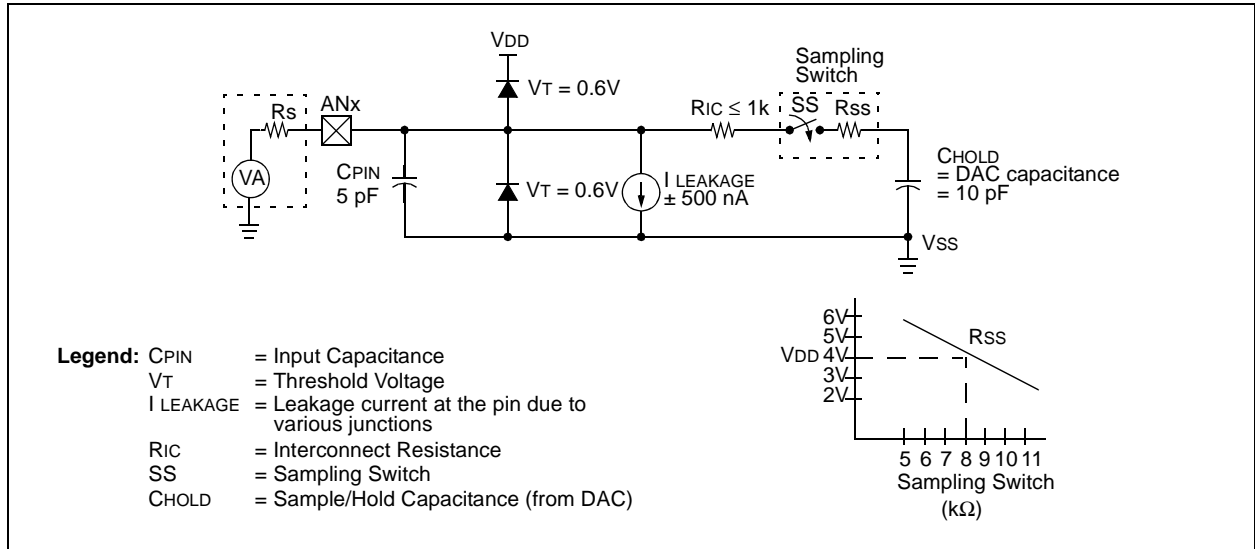 VDD
Sampling
Switch
VT = 0.6V
Rs
ANx
RIC ≤ 1k
SS
RSS
VA
CPIN
5 pF
VT = 0.6V
I LEAKAGE
± 500 nA
CHOLD
= DAC capacitance
= 10 pF
VSS
Legend: CPIN = Input Capacitance
VT = Threshold Voltage
I LEAKAGE = Leakage current at the pin due to
various junctions
RIC = Interconnect Resistance
SS = Sampling Switch
CHOLD = Sample/Hold Capacitance (from DAC)
6V
5V
RSS
VDD 4V
3V
2V
5 6 7 8 9 10 11
Sampling Switch
(kΩ)